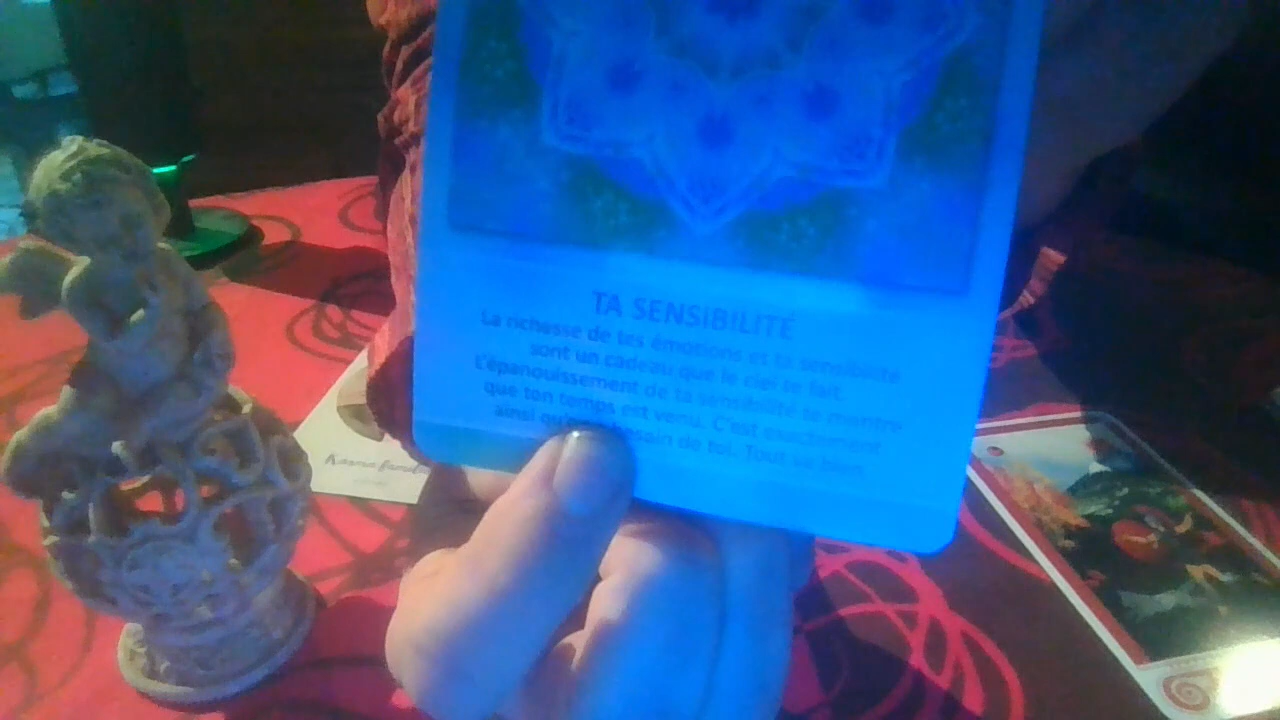 TA SENSIBILITÉ
La richesse de tes émotions et ta sensibilité
sont un cadeau que le ciel te fait.
L'épanouissement de ta sensibilité te montre
que ton temps est venu. C'est exactement
ainsi qu'on besoin de toi. Tout va bien
Karma